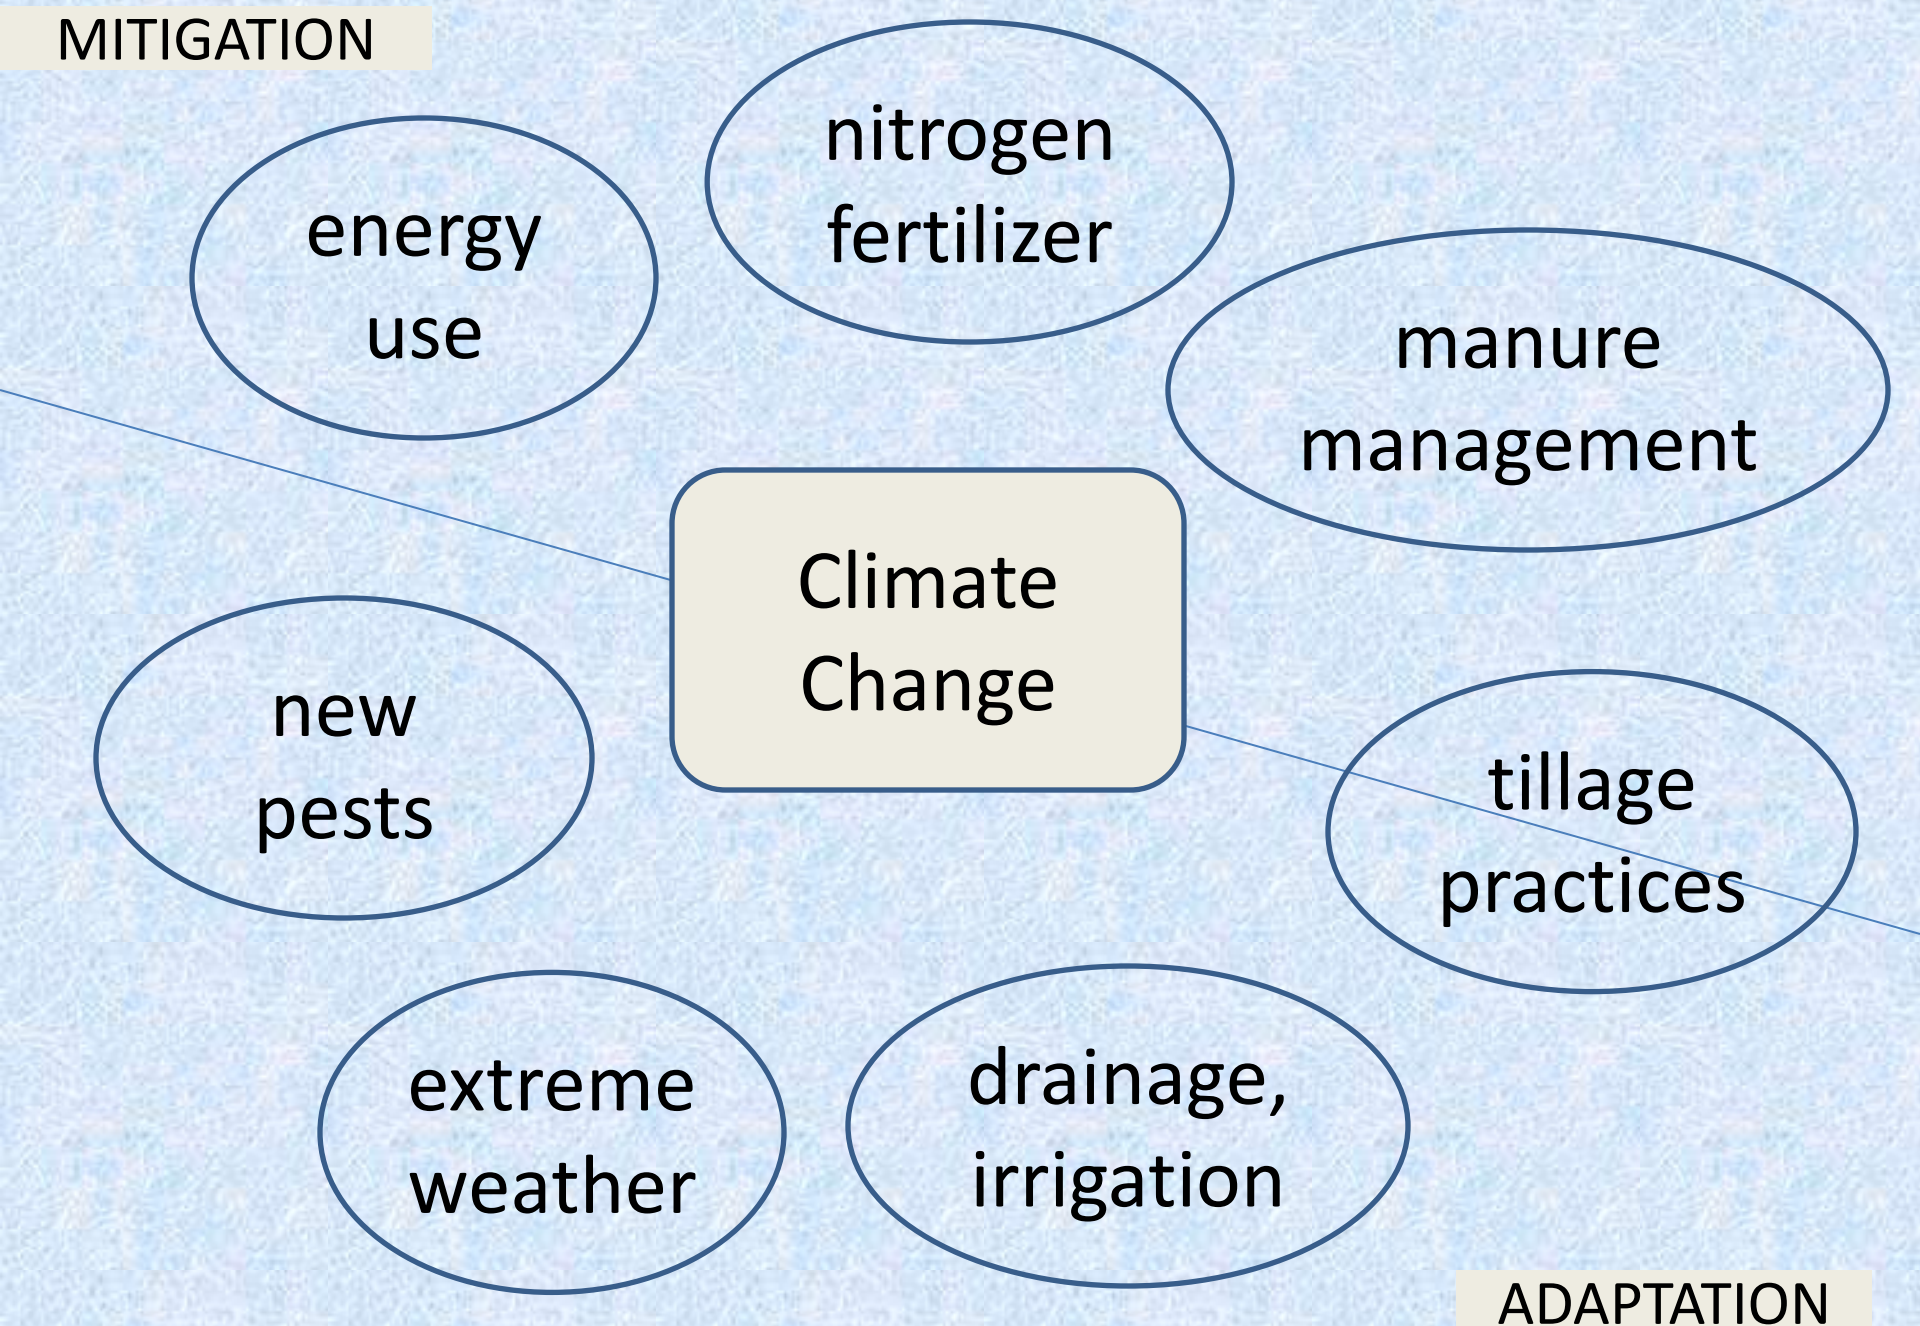 MITIGATION
nitrogen
fertilizer
energy
use
manure
management
Climate
Change
new
pests
tillage
practices
extreme
weather
drainage,
irrigation
ADAPTATION